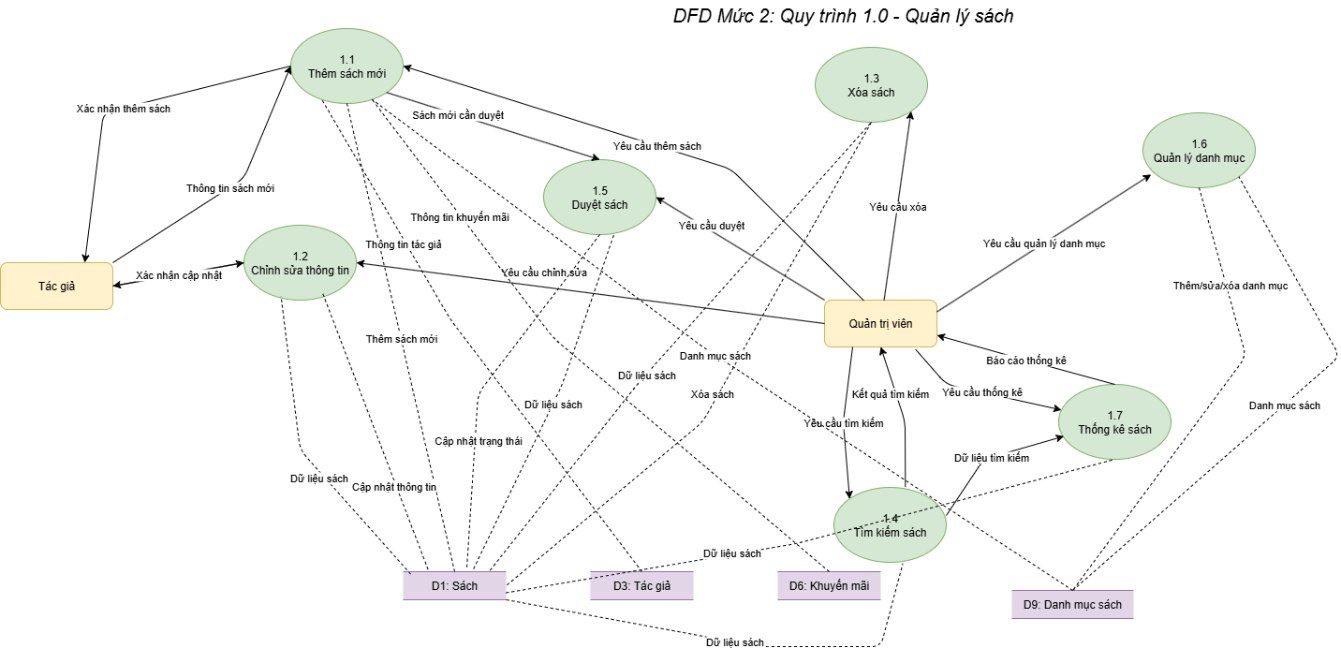 DFD Mức 2: Quy trình 1.0 - Quản lý sách
1.1
Thêm sách mới
1.3
Xóa sách
Xác nhận thêm sách
Sách mới cần duyệt
Yêu cầu thêm sách
1.6
Quản lý danh mục
Thông tin sách mới
1.5
Duyệt sách
Yêu cầu xóa
Thông tin khuyến mãi
Yêu cầu duyệt
Thông tin tác giả
Yêu cầu quản lý danh mục
1.2
Chỉnh sửa thông tin
Xác nhận cập nhật
Yêu cầu chỉnh sửa
Tác giả
Thêm/sửa/xóa danh mục
Quản trị viên
Thêm sách mới
Danh mục sách
Báo cáo thống kê
Dữ liệu sách
Xóa sách
Kết quả tìm kiếm
Yêu cầu thống kê
Dữ liệu sách
Danh mục sách
1.7
Thống kê sách
Yêu cầu tìm kiếm
Cập nhật trạng thái
Dữ liệu tìm kiếm
Dữ liệu sách
Cập nhật thông tin
1.4
Tìm kiếm sách
Dữ liệu sách
D1: Sách
D3: Tác giả
D6: Khuyến mãi
D9: Danh mục sách
Dữ liệu sách